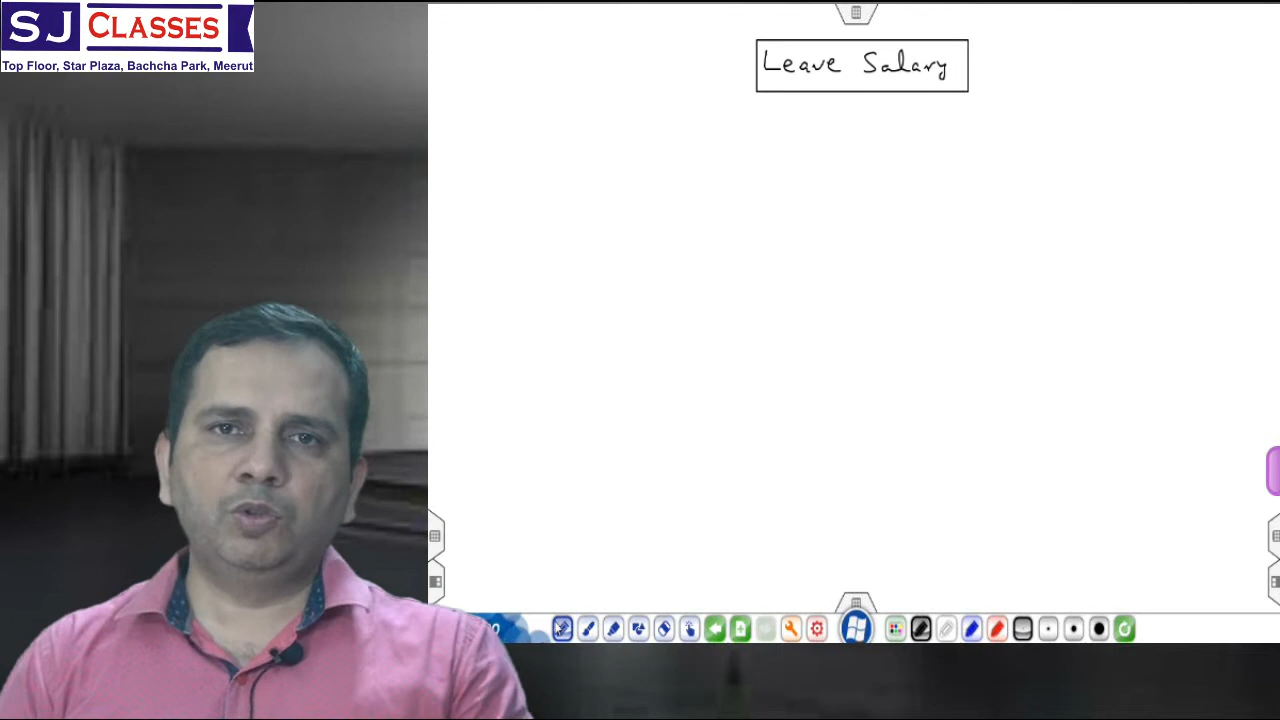 SJ CLASSES
Top Floor, Star Plaza, Bachcha Park, Meerut
Leave Salary